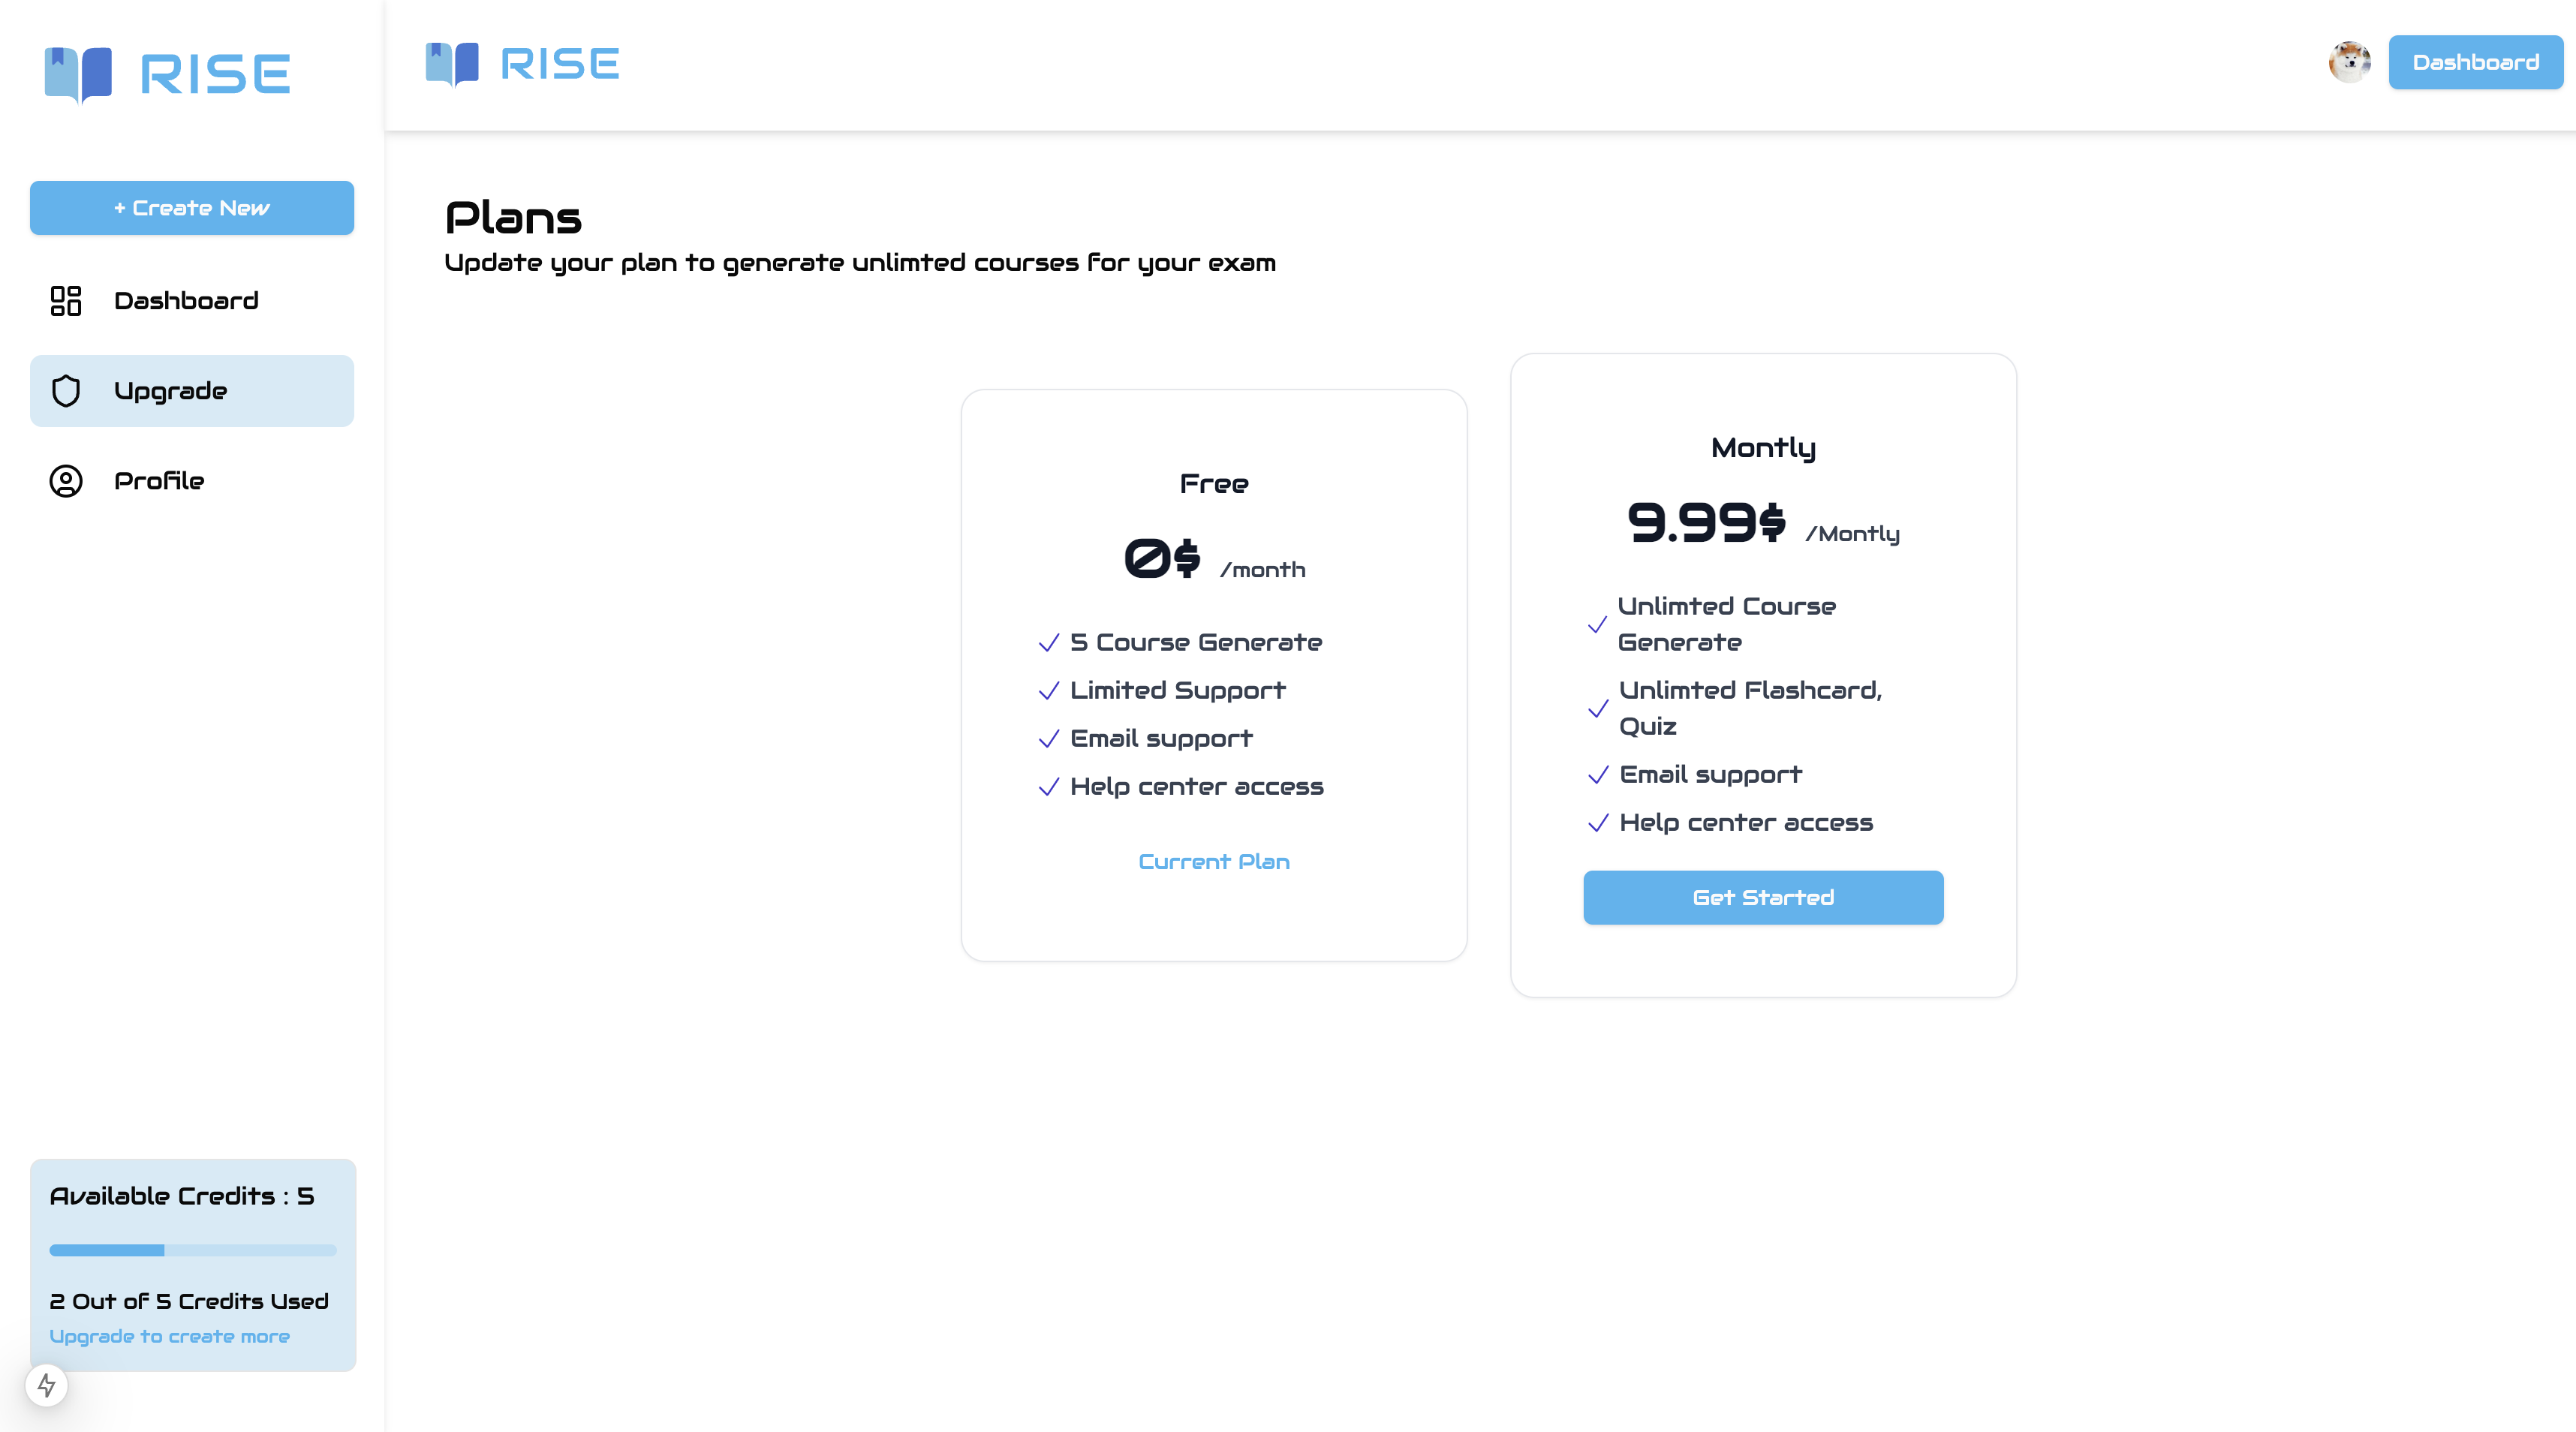 RISE
+ Create New
Dashboard
Upgrade
Profile
Available Credits : 5
2 Out of 5 Credits Used
Upgrade to create more
RISE
Dashboard
Plans
Update your plan to generate unlimted courses for your exam
Free
0$ /month
5 Course Generate
Limited Support
Email support
Help center access
Current Plan
Montly
9.99$ /Montly
Unlimted Course
Generate
Unlimted Flashcard,
Quiz
Email support
Help center access
Get Started